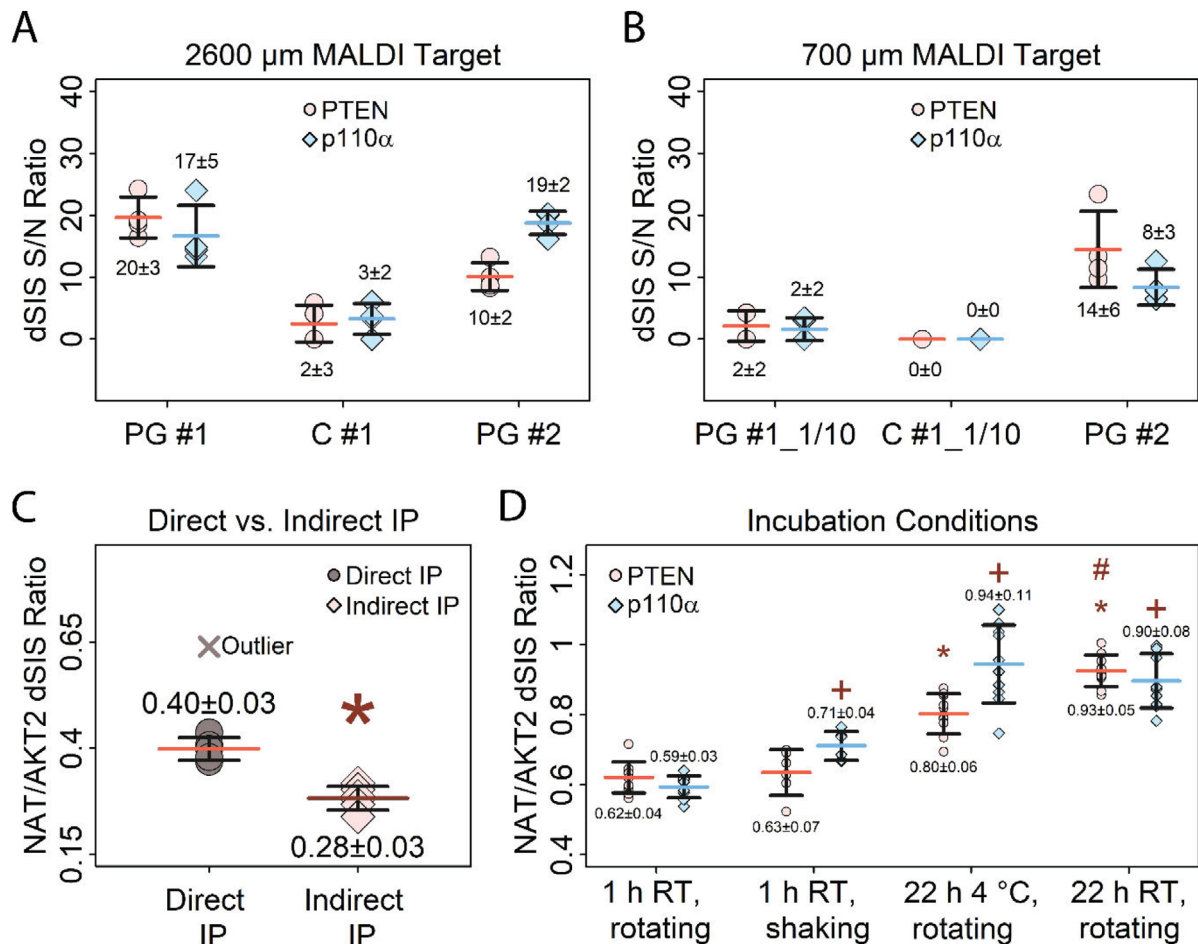 A
2600 µm MALDI Target
dSIS S/N Ratio
0 10 20 30 40
PTEN
p110α
20±3
17±5
2±3
3±2
10±2
19±2
PG #1 C #1 PG #2
B
700 µm MALDI Target
dSIS S/N Ratio
0 10 20 30 40
PTEN
p110α
2±2
2±2
0±0
0±0
14±6
8±3
PG #1_1/10 C #1_1/10 PG #2
C
Direct vs. Indirect IP
NAT/AKT2 dSIS Ratio
0.15 0.4 0.65
Direct IP
Indirect IP
Outlier
0.40±0.03
*
0.28±0.03
Direct
IP
Indirect
IP
D
Incubation Conditions
NAT/AKT2 dSIS Ratio
0.4 0.6 0.8 1 1.2
PTEN
p110α
0.62±0.04
0.59±0.03
0.63±0.07
+
0.71±0.04
*
0.80±0.06
+
0.94±0.11
#
*
0.93±0.05
+
0.90±0.08
1 h RT,
rotating
1 h RT,
shaking
22 h 4 °C,
rotating
22 h RT,
rotating